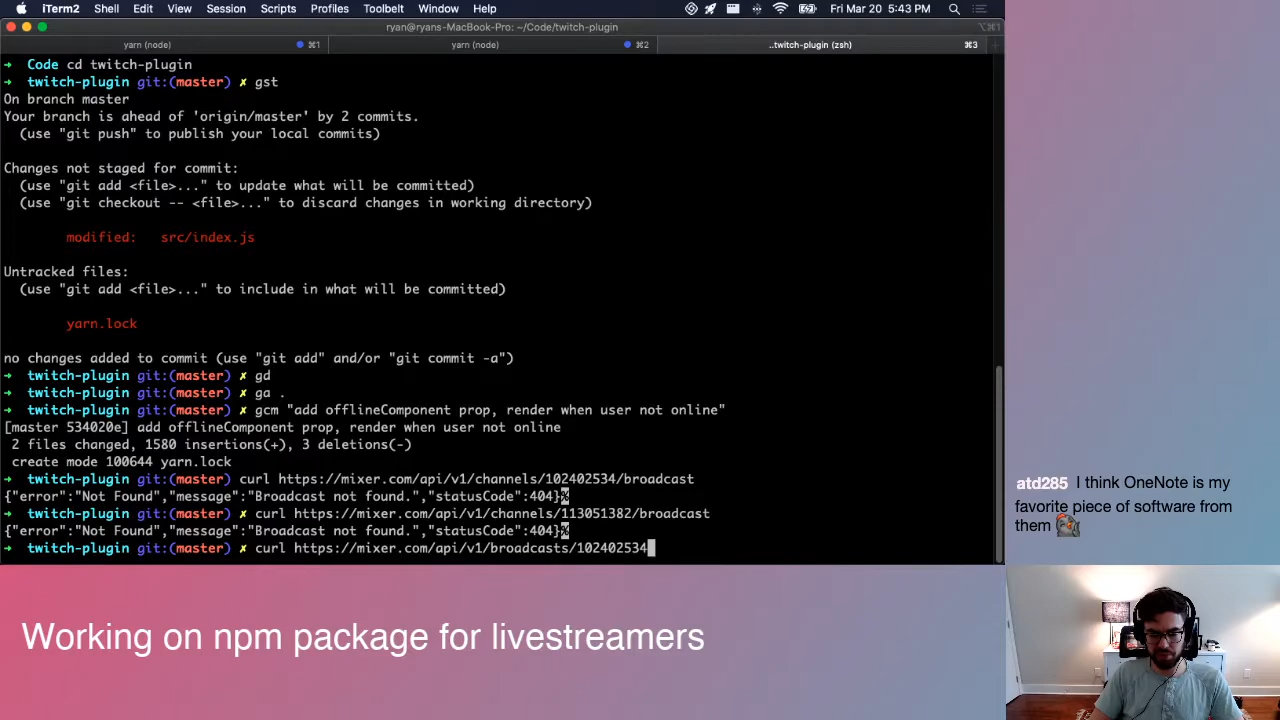 iTerm2 Shell Edit View Session Scripts Profiles Toolbelt Window Help Fri Mar 20 5:43 PM
ryan@ryans-MacBook-Pro: ~/Code/twitch-plugin ⌥⌘1
yarn (node) ⌘1 yarn (node) ⌘2 ..twitch-plugin (zsh) ⌘3
→ Code cd twitch-plugin
→ twitch-plugin git:(master) ✗ gst
On branch master
Your branch is ahead of 'origin/master' by 2 commits.
(use "git push" to publish your local commits)
Changes not staged for commit:
(use "git add <file>..." to update what will be committed)
(use "git checkout -- <file>..." to discard changes in working directory)
modified: src/index.js
Untracked files:
(use "git add <file>..." to include in what will be committed)
yarn.lock
no changes added to commit (use "git add" and/or "git commit -a")
→ twitch-plugin git:(master) ✗ gd
→ twitch-plugin git:(master) ✗ ga .
→ twitch-plugin git:(master) ✗ gcm "add offlineComponent prop, render when user not online"
[master 534020e] add offlineComponent prop, render when user not online
2 files changed, 1580 insertions(+), 3 deletions(-)
create mode 100644 yarn.lock
→ twitch-plugin git:(master) curl https://mixer.com/api/v1/channels/102402534/broadcast
{"error":"Not Found","message":"Broadcast not found.","statusCode":404}%
→ twitch-plugin git:(master) ✗ curl https://mixer.com/api/v1/channels/113051382/broadcast
{"error":"Not Found","message":"Broadcast not found.","statusCode":404}%
→ twitch-plugin git:(master) ✗ curl https://mixer.com/api/v1/broadcasts/102402534
atd285 I think OneNote is my
favorite piece of software from
them
Working on npm package for livestreamers